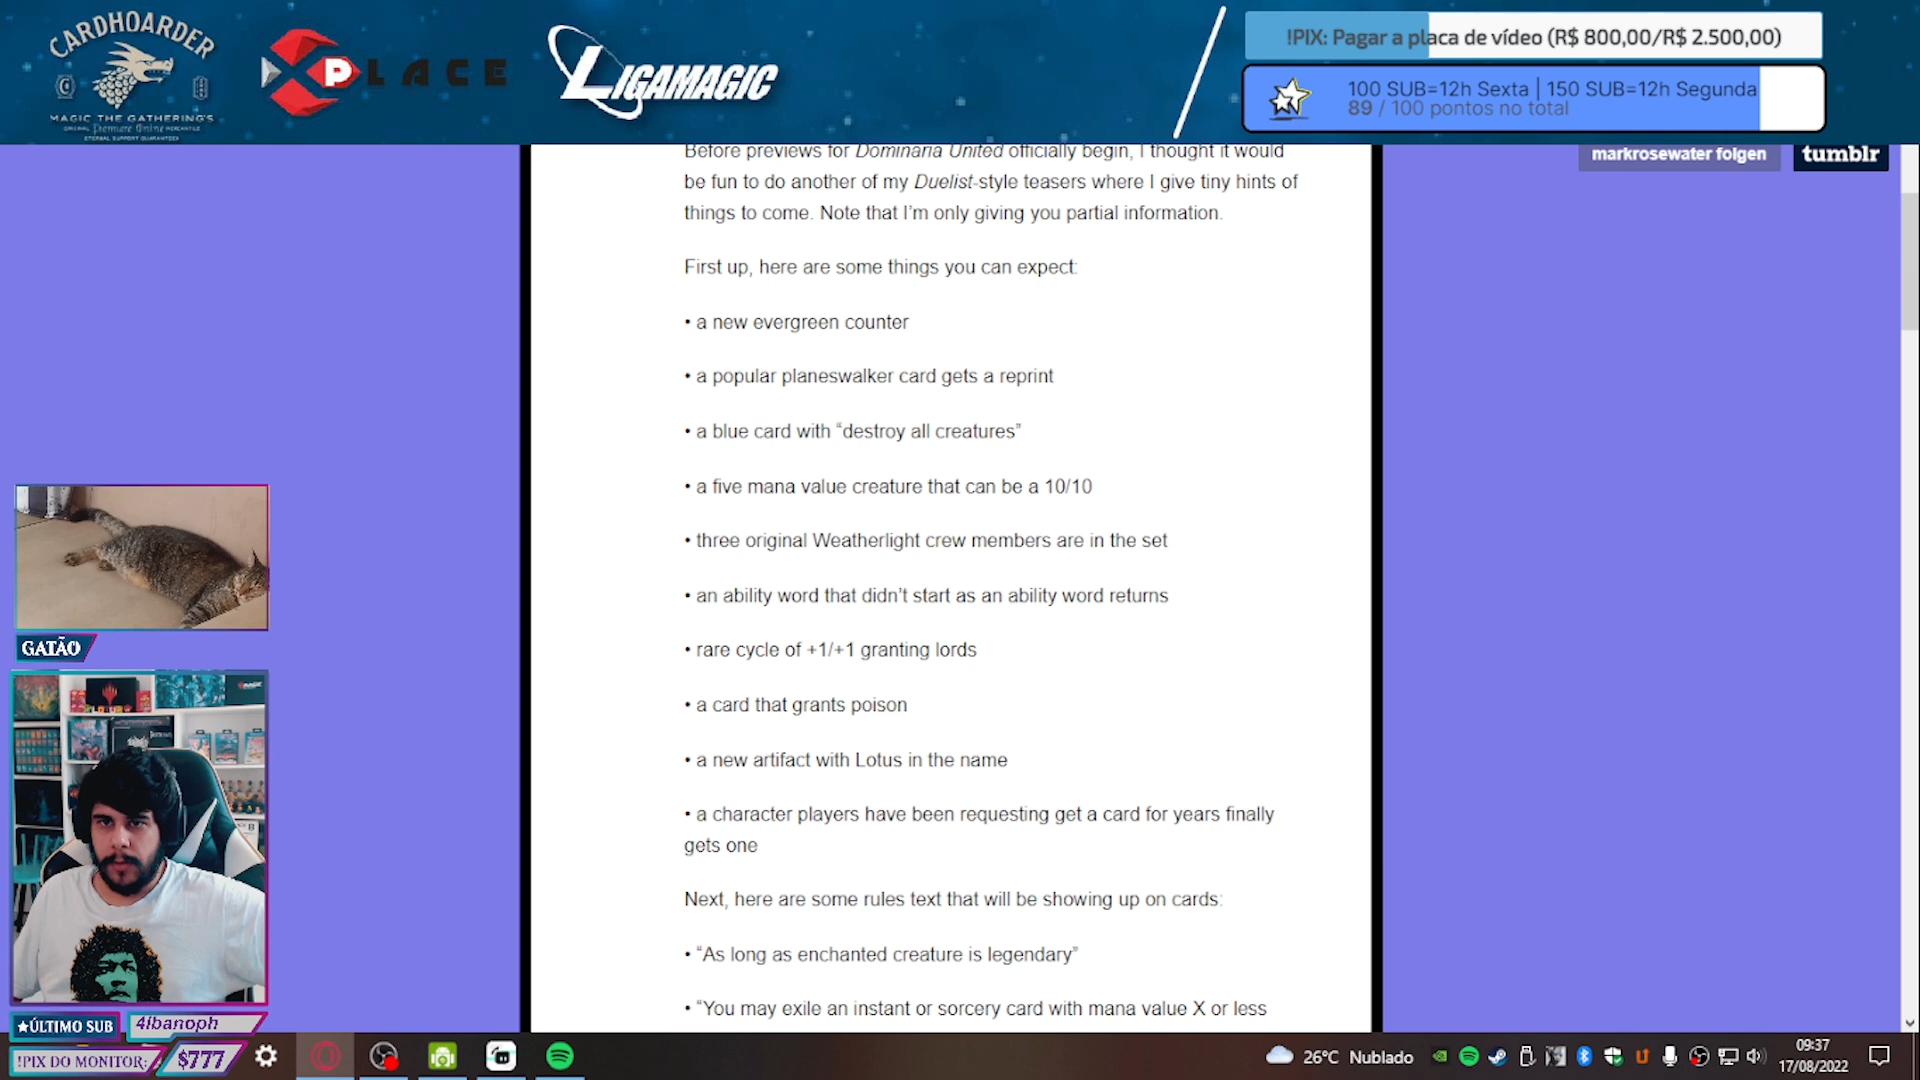 CARDHOARDER
MAGIC THE GATHERING'S
ORIGINAL Premiere Online MERCANTILE
ETERNAL SUPPORT GUARANTEED
XPLACE
LIGAMAGIC
!PIX: Pagar a placa de vídeo (R$ 800,00/R$ 2.500,00)
100 SUB=12h Sexta | 150 SUB=12h Segunda
89 / 100 pontos no total
markrosewater folgen
tumblr
Before previews for Dominaria United officially begin, I thought it would
be fun to do another of my Duelist-style teasers where I give tiny hints of
things to come. Note that I'm only giving you partial information.
First up, here are some things you can expect:
• a new evergreen counter
• a popular planeswalker card gets a reprint
• a blue card with “destroy all creatures”
• a five mana value creature that can be a 10/10
• three original Weatherlight crew members are in the set
• an ability word that didn't start as an ability word returns
• rare cycle of +1/+1 granting lords
• a card that grants poison
• a new artifact with Lotus in the name
• a character players have been requesting get a card for years finally
gets one
Next, here are some rules text that will be showing up on cards:
• “As long as enchanted creature is legendary”
• “You may exile an instant or sorcery card with mana value X or less
GATÃO
★ÚLTIMO SUB
4lbanoph
!PIX DO MONITOR:
$777
26°C Nublado
09:37
17/08/2022